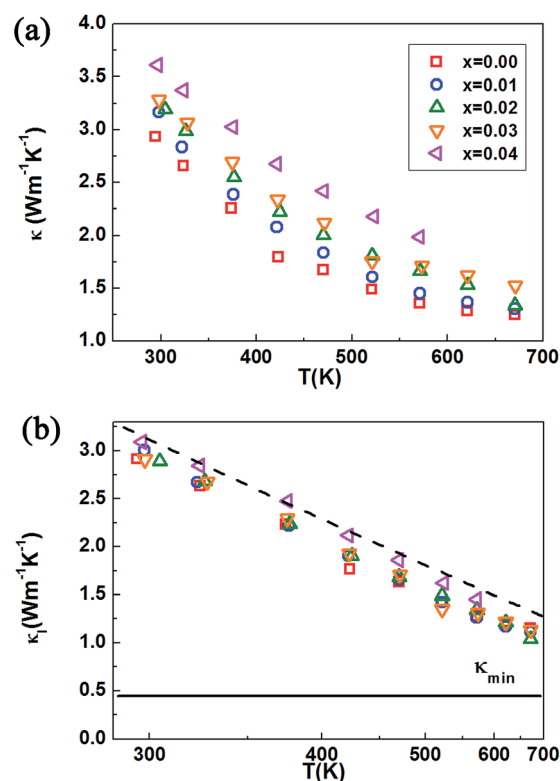 (a)
4.0
3.5
3.0
2.5
2.0
1.5
1.0
κ (Wm⁻¹K⁻¹)
x=0.00
x=0.01
x=0.02
x=0.03
x=0.04
300 400 500 600 700
T(K)
(b)
3.0
2.5
2.0
1.5
1.0
0.5
0.0
κₗ(Wm⁻¹K⁻¹)
κmin
300 400 500 600 700
T(K)